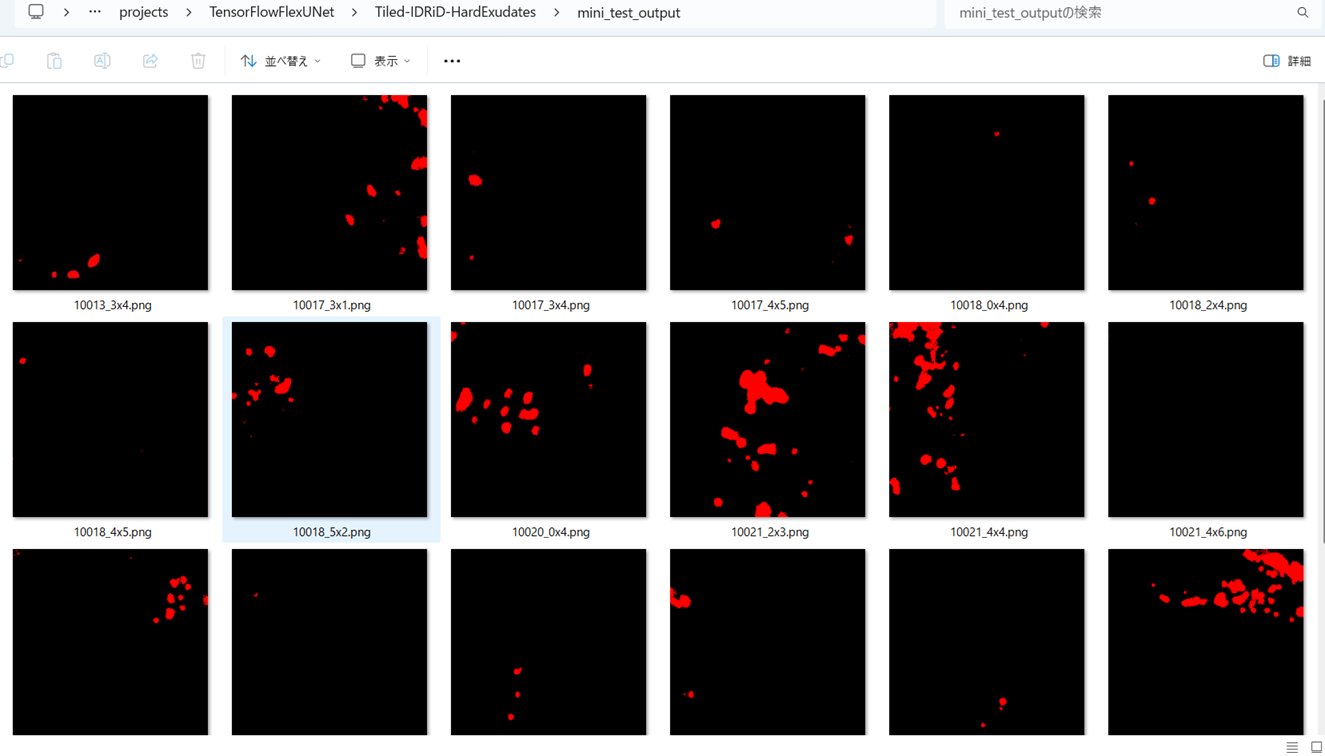 projects > TensorFlowFlexUNet > Tiled-IDRiD-HardExudates > mini_test_output
mini_test_outputの検索
並べ替え
表示
詳細
10013_3x4.png
10017_3x1.png
10017_3x4.png
10017_4x5.png
10018_0x4.png
10018_2x4.png
10018_4x5.png
10018_5x2.png
10020_0x4.png
10021_2x3.png
10021_4x4.png
10021_4x6.png